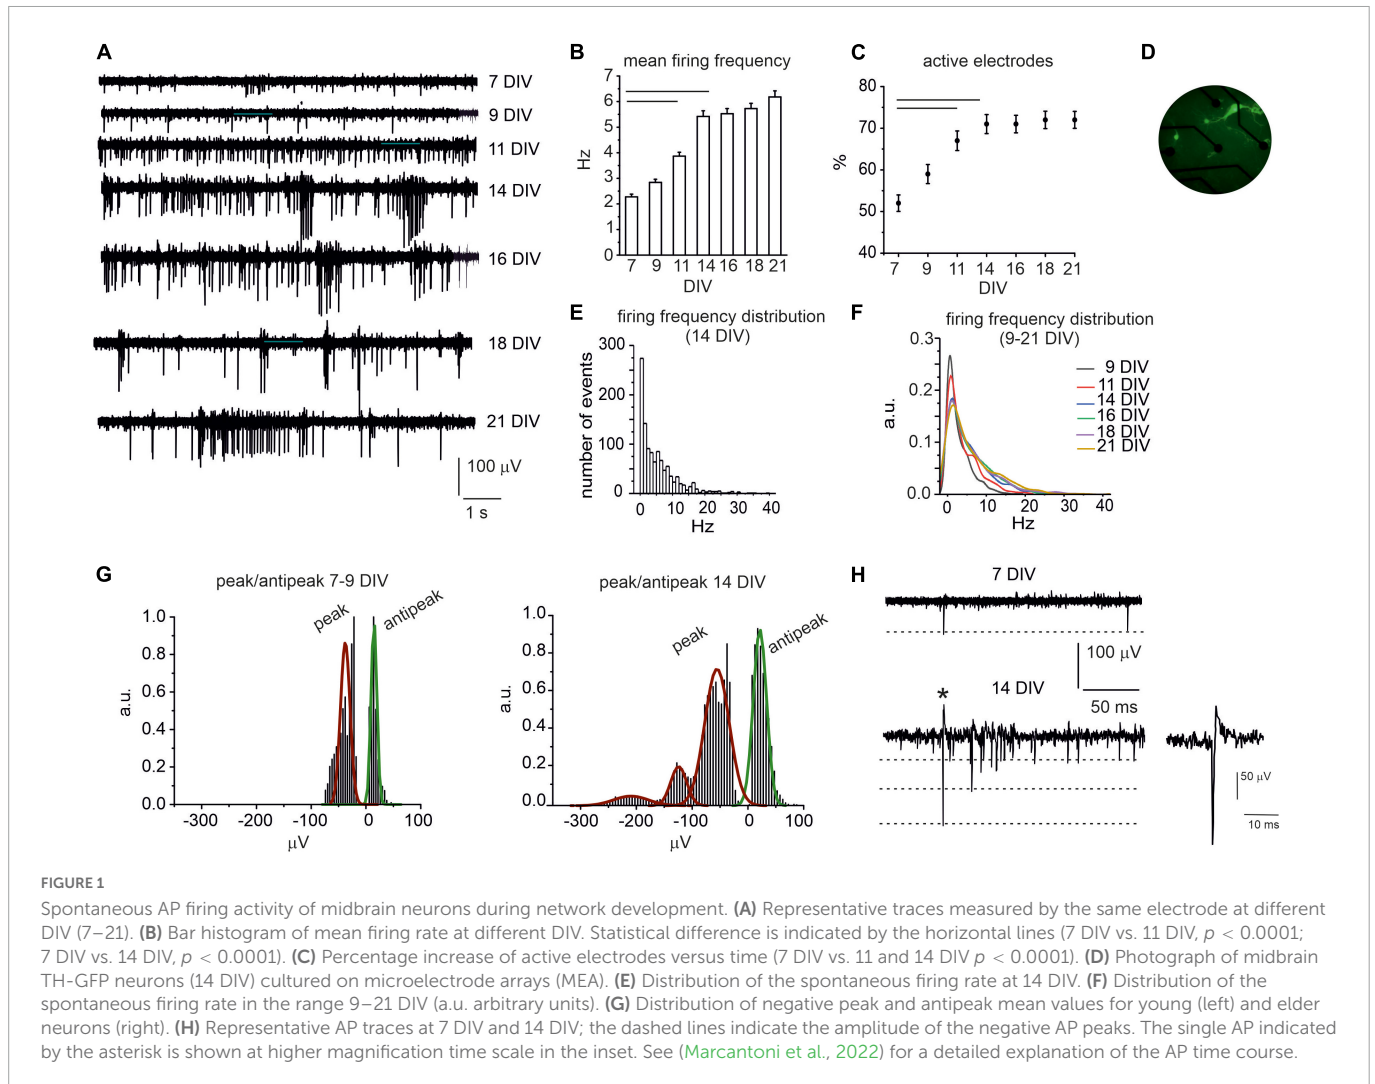 A
7 DIV
9 DIV
11 DIV
14 DIV
16 DIV
18 DIV
21 DIV
100 μV
1 s
B
mean firing frequency
7
6
5
4
3
2
1
0
Hz
7 9 11 14 16 18 21
DIV
C
active electrodes
80
70
60
50
40
%
7 9 11 14 16 18 21
DIV
D
E
firing frequency distribution
(14 DIV)
300
200
100
0
number of events
0 10 20 30 40
Hz
F
firing frequency distribution
(9-21 DIV)
0.3
0.2
0.1
0.0
a.u.
9 DIV
11 DIV
14 DIV
16 DIV
18 DIV
21 DIV
0 10 20 30 40
Hz
G
peak/antipeak 7-9 DIV
peak
antipeak
1.0
0.8
0.6
0.4
0.2
0.0
a.u.
-300 -200 -100 0 100
μV
peak/antipeak 14 DIV
peak
antipeak
1.0
0.8
0.6
0.4
0.2
0.0
a.u.
-300 -200 -100 0 100
μV
H
7 DIV
100 μV
50 ms
14 DIV
*
50 μV
10 ms
FIGURE 1
Spontaneous AP firing activity of midbrain neurons during network development. (A) Representative traces measured by the same electrode at different
DIV (7–21). (B) Bar histogram of mean firing rate at different DIV. Statistical difference is indicated by the horizontal lines (7 DIV vs. 11 DIV, p < 0.0001;
7 DIV vs. 14 DIV, p < 0.0001). (C) Percentage increase of active electrodes versus time (7 DIV vs. 11 and 14 DIV p < 0.0001). (D) Photograph of midbrain
TH-GFP neurons (14 DIV) cultured on microelectrode arrays (MEA). (E) Distribution of the spontaneous firing rate at 14 DIV. (F) Distribution of the
spontaneous firing rate in the range 9–21 DIV (a.u. arbitrary units). (G) Distribution of negative peak and antipeak mean values for young (left) and elder
neurons (right). (H) Representative AP traces at 7 DIV and 14 DIV; the dashed lines indicate the amplitude of the negative AP peaks. The single AP indicated
by the asterisk is shown at higher magnification time scale in the inset. See (Marcantoni et al., 2022) for a detailed explanation of the AP time course.